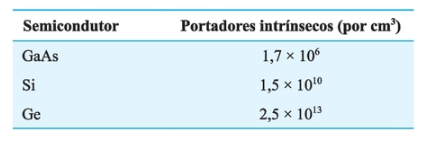 Semicondutor Portadores intrínsecos (por cm³)
GaAs 1,7 × 10⁶
Si 1,5 × 10¹⁰
Ge 2,5 × 10¹³